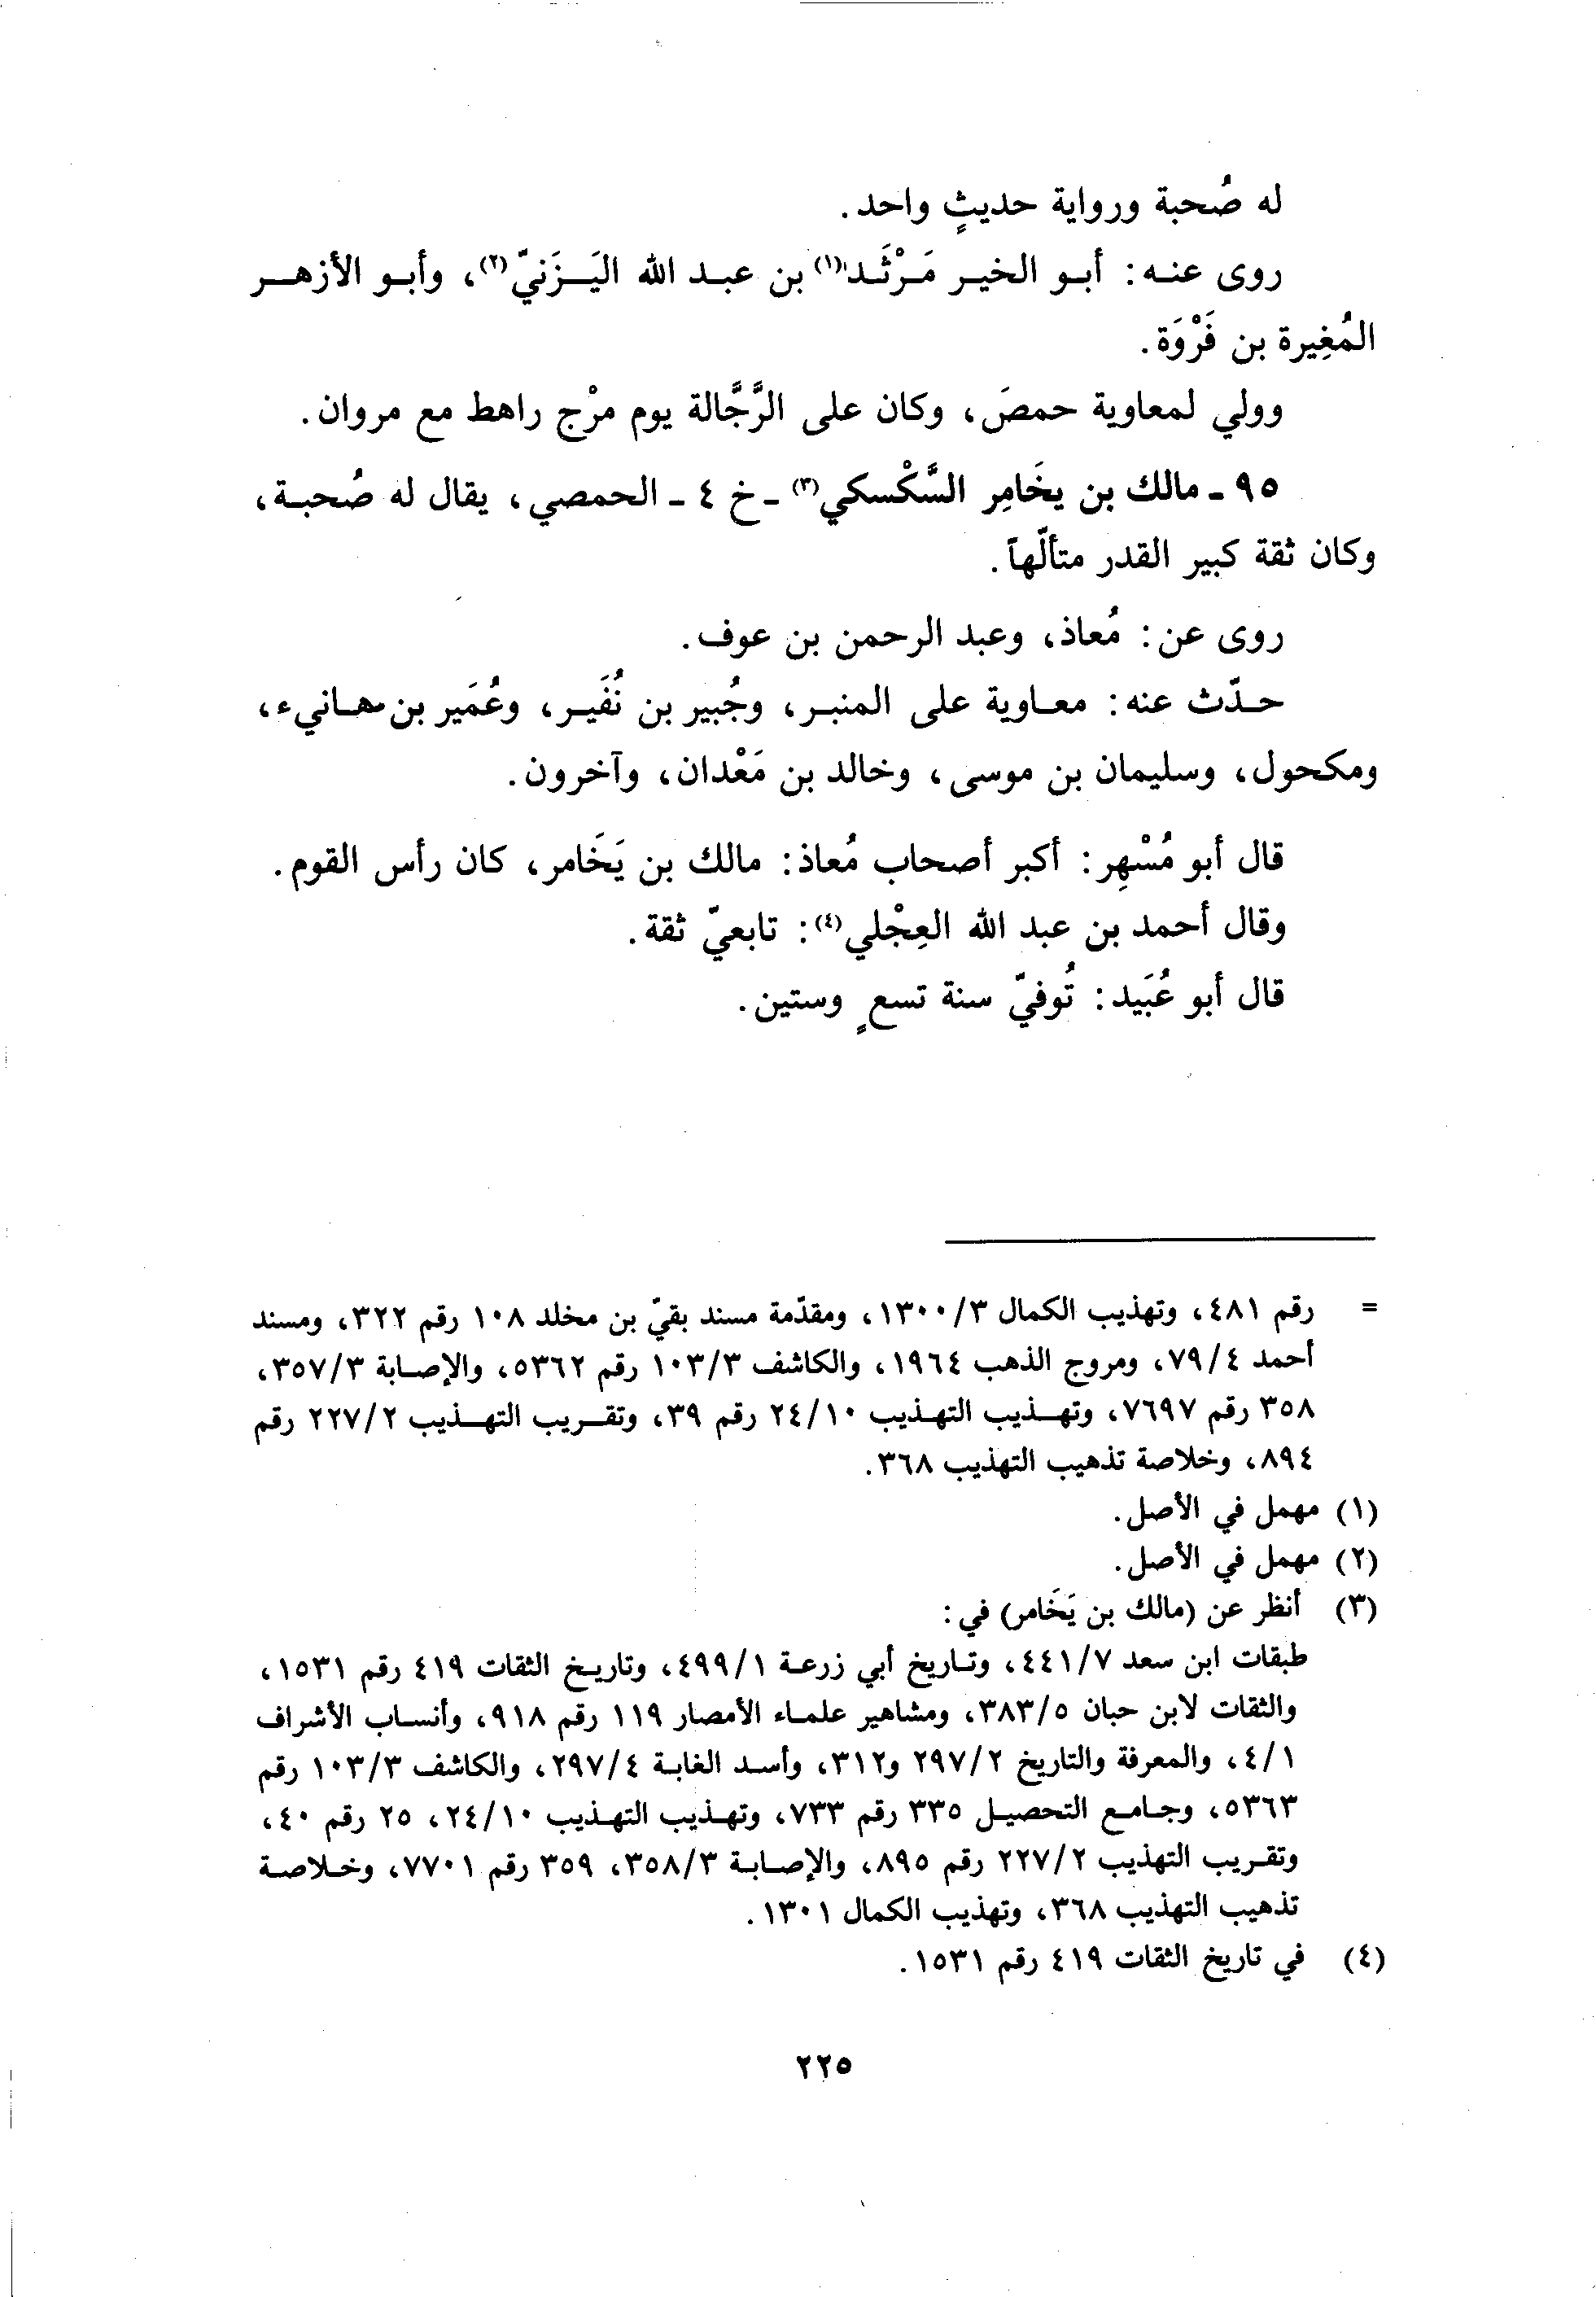 له صُحبة ورواية حديثٍ واحد.
روى عنه: أبو الخير مَرْثَد(١) بن عبد الله اليَزَنيّ(٢)، وأبو الأزهر
المُغِيرة بن فَرْوَة.
وولي لمعاوية حمصَ، وكان على الرَّجَّالة يوم مرْج راهط مع مروان.
٩٥ - مالك بن يخَامِر السَّكْسكي(٣) - خ ٤ - الحمصي، يقال له صُحبة،
وكان ثقة كبير القدر متألّهاً.
روى عن: مُعاذ، وعبد الرحمن بن عوف.
حدّث عنه: معاوية على المنبر، وجُبير بن نُفَير، وعُمَير بن هانيء،
ومكحول، وسليمان بن موسى، وخالد بن مَعْدان، وآخرون.
قال أبو مُسْهِر: أكبر أصحاب مُعاذ: مالك بن يَخَامر، كان رأس القوم.
وقال أحمد بن عبد الله العِجْلي(٤): تابعيّ ثقة.
قال أبو عُبَيد: تُوفيّ سنة تسعٍ وستين.
= رقم ٤٨١، وتهذيب الكمال ١٣٠٠/٣، ومقدّمة مسند بقيّ بن مخلد ١٠٨ رقم ٣٢٢، ومسند
أحمد ٧٩/٤، ومروج الذهب ١٩٦٤، والكاشف ١٠٣/٣ رقم ٥٣٦٢، والإصابة ٣٥٧/٣،
٣٥٨ رقم ٧٦٩٧، وتهذيب التهذيب ٢٤/١٠ رقم ٣٩، وتقريب التهذيب ٢٢٧/٢ رقم
٨٩٤، وخلاصة تذهيب التهذيب ٣٦٨.
(١) مهمل في الأصل.
(٢) مهمل في الأصل.
(٣) أنظر عن (مالك بن يَخَامر) في:
طبقات ابن سعد ٤٤١/٧، وتاريخ أبي زرعة ٤٩٩/١، وتاريخ الثقات ٤١٩ رقم ١٥٣١،
والثقات لابن حبان ٣٨٣/٥، ومشاهير علماء الأمصار ١١٩ رقم ٩١٨، وأنساب الأشراف
٤/١، والمعرفة والتاريخ ٢٩٧/٢ و٣١٢، وأسد الغابة ٢٩٧/٤، والكاشف ١٠٣/٣ رقم
٥٣٦٣، وجامع التحصيل ٣٣٥ رقم ٧٣٣، وتهذيب التهذيب ٢٤/١٠، ٢٥ رقم ٤٠،
وتقريب التهذيب ٢٢٧/٢ رقم ٨٩٥، والإصابة ٣٥٨/٣، ٣٥٩ رقم ٧٧٠١، وخلاصة
تذهيب التهذيب ٣٦٨، وتهذيب الكمال ١٣٠١.
(٤) في تاريخ الثقات ٤١٩ رقم ١٥٣١.
٢٢٥